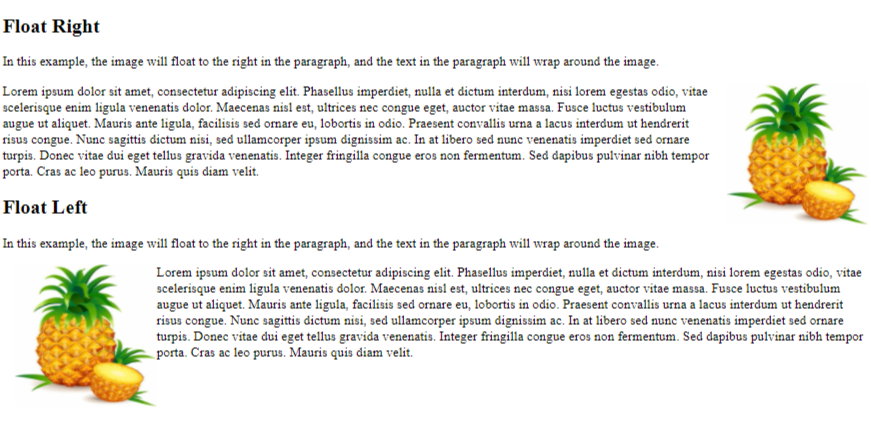 Float Right
In this example, the image will float to the right in the paragraph, and the text in the paragraph will wrap around the image.
Lorem ipsum dolor sit amet, consectetur adipiscing elit. Phasellus imperdiet, nulla et dictum interdum, nisi lorem egestas odio, vitae
scelerisque enim ligula venenatis dolor. Maecenas nisl est, ultrices nec congue eget, auctor vitae massa. Fusce luctus vestibulum
augue ut aliquet. Mauris ante ligula, facilisis sed ornare eu, lobortis in odio. Praesent convallis urna a lacus interdum ut hendrerit
risus congue. Nunc sagittis dictum nisi, sed ullamcorper ipsum dignissim ac. In at libero sed nunc venenatis imperdiet sed ornare
turpis. Donec vitae dui eget tellus gravida venenatis. Integer fringilla congue eros non fermentum. Sed dapibus pulvinar nibh tempor
porta. Cras ac leo purus. Mauris quis diam velit.
Float Left
In this example, the image will float to the right in the paragraph, and the text in the paragraph will wrap around the image.
Lorem ipsum dolor sit amet, consectetur adipiscing elit. Phasellus imperdiet, nulla et dictum interdum, nisi lorem egestas odio, vitae
scelerisque enim ligula venenatis dolor. Maecenas nisl est, ultrices nec congue eget, auctor vitae massa. Fusce luctus vestibulum
augue ut aliquet. Mauris ante ligula, facilisis sed ornare eu, lobortis in odio. Praesent convallis urna a lacus interdum ut hendrerit
risus congue. Nunc sagittis dictum nisi, sed ullamcorper ipsum dignissim ac. In at libero sed nunc venenatis imperdiet sed ornare
turpis. Donec vitae dui eget tellus gravida venenatis. Integer fringilla congue eros non fermentum. Sed dapibus pulvinar nibh tempor
porta. Cras ac leo purus. Mauris quis diam velit.